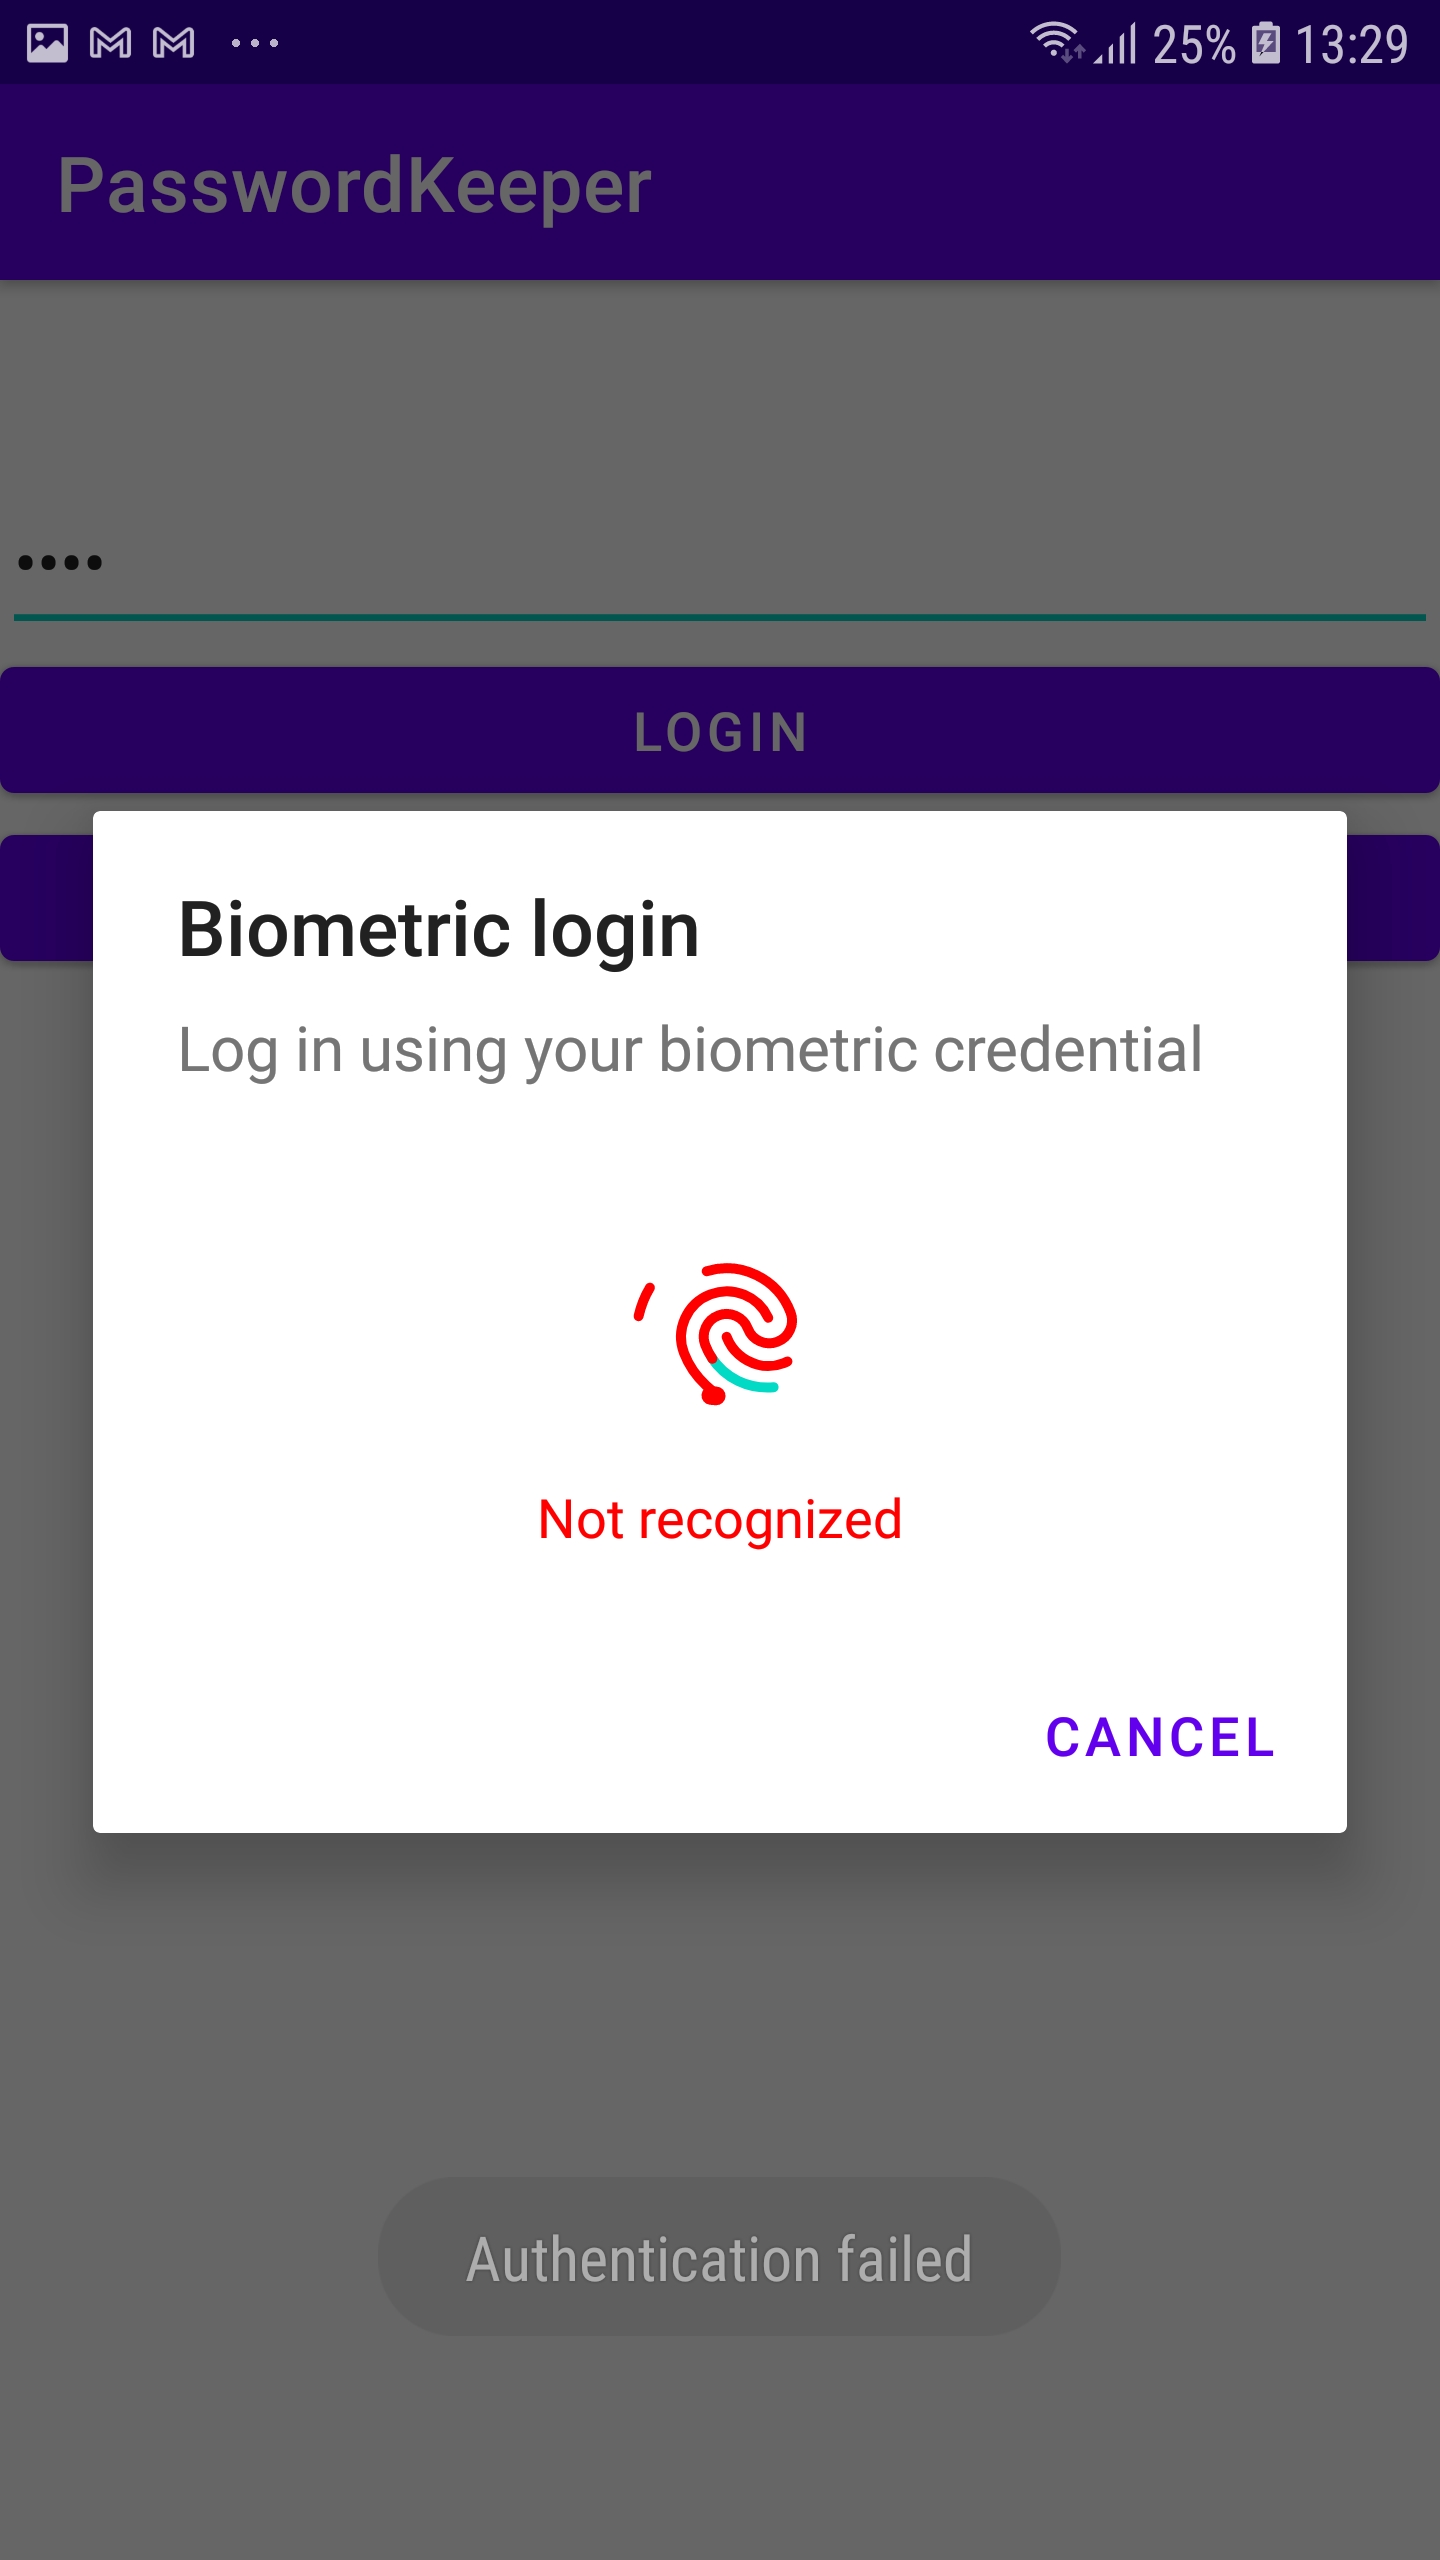 25% 13:29
PasswordKeeper
••••
LOGIN
Biometric login
Log in using your biometric credential
Not recognized
CANCEL
Authentication failed